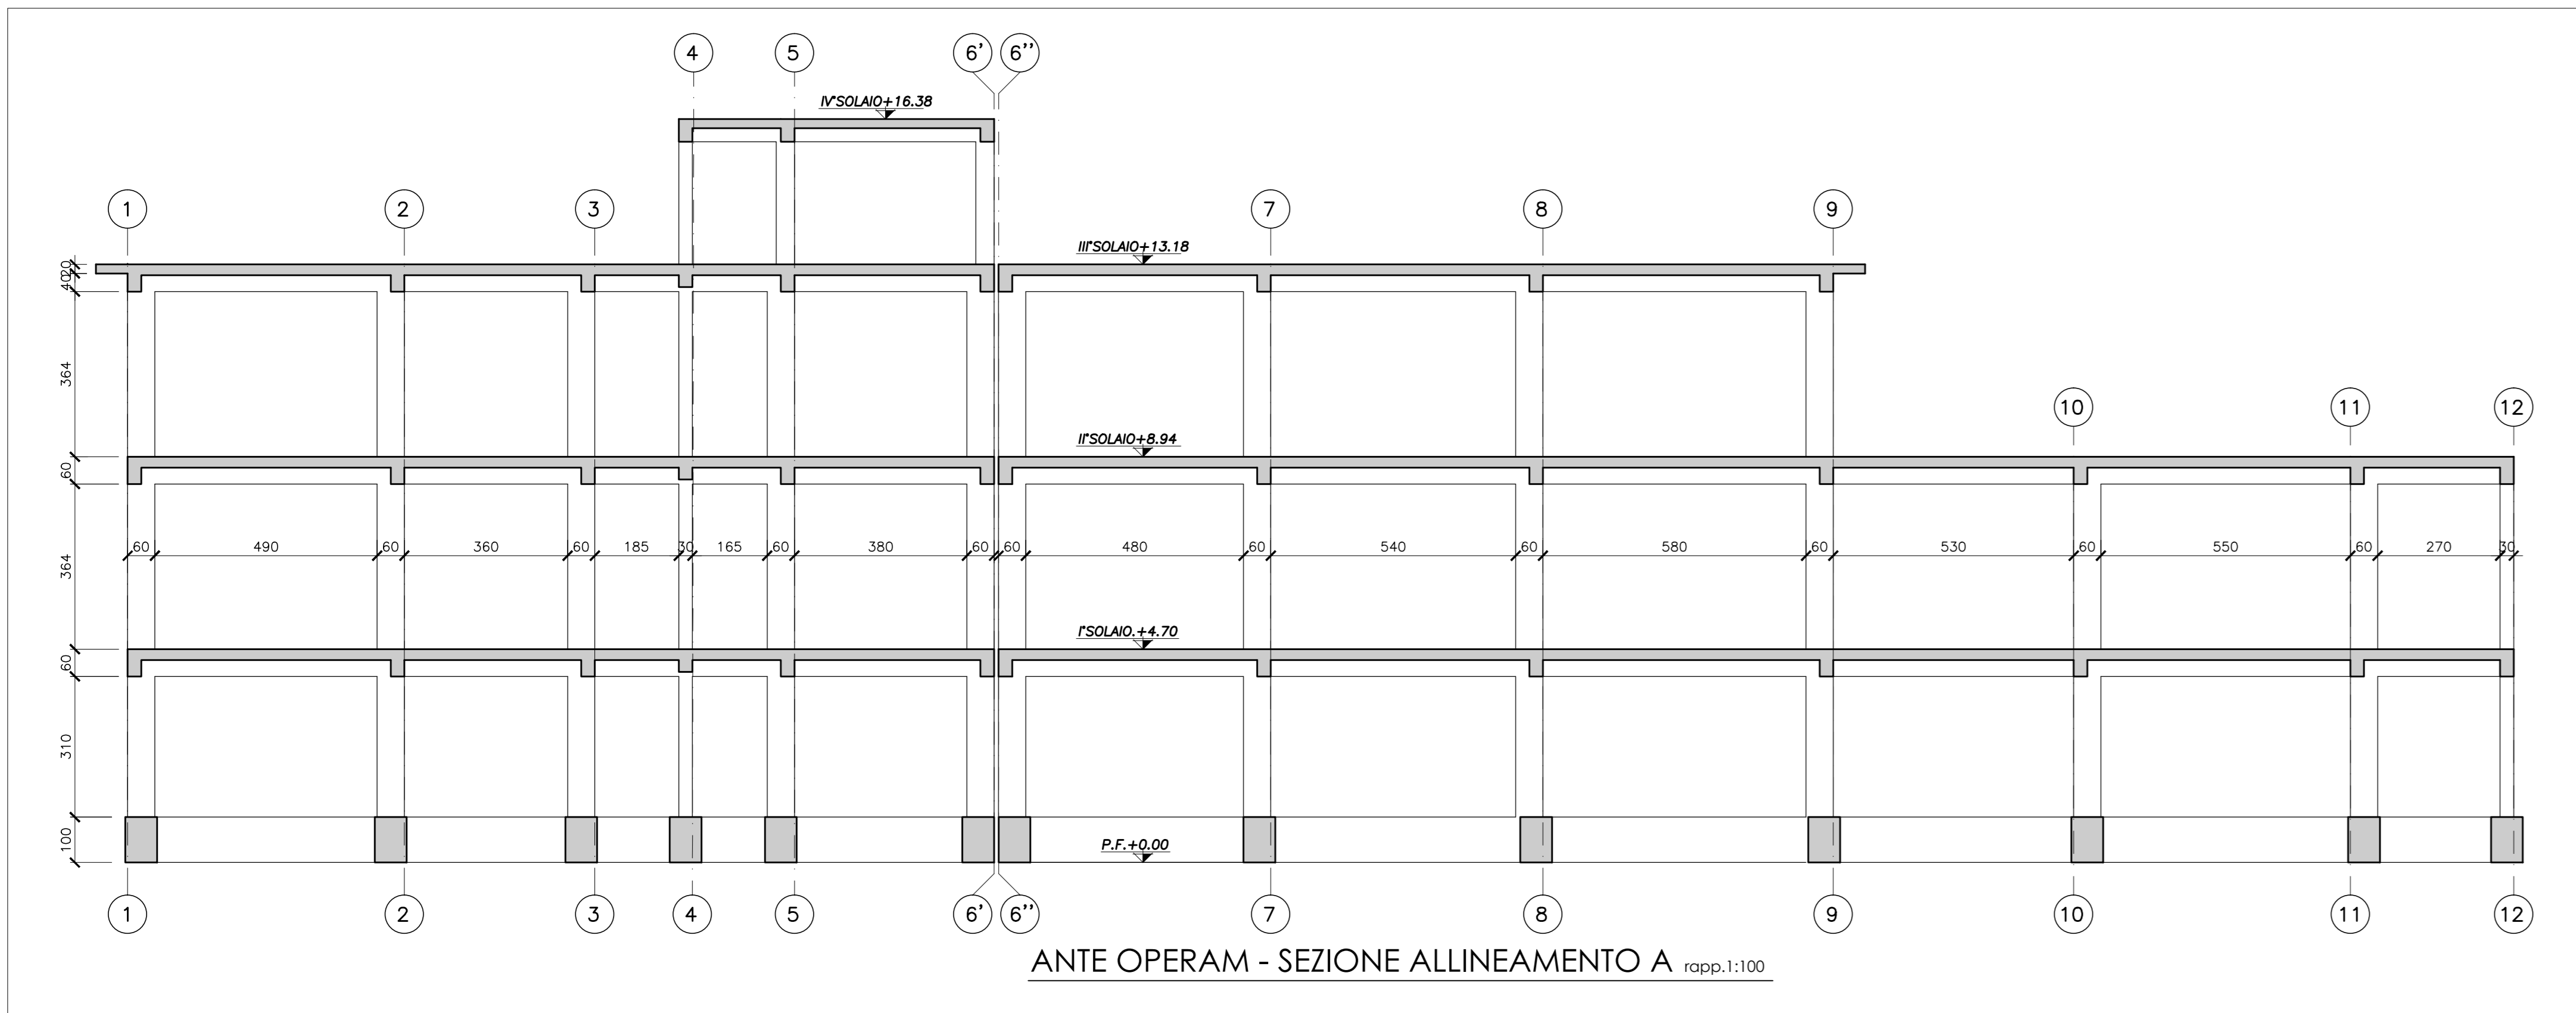 4 5 6' 6''
IV°SOLAIO+16.38
1 2 3 7 8 9
III°SOLAIO+13.18
20
40
364
10 11 12
II°SOLAIO+8.94
60
60 490 60 360 60 185 30 165 60 380 60 60 480 60 540 60 580 60 530 60 550 60 270 30
364
I°SOLAIO.+4.70
60
310
P.F.+0.00
100
1 2 3 4 5 6' 6'' 7 8 9 10 11 12
ANTE OPERAM - SEZIONE ALLINEAMENTO A rapp.1:100